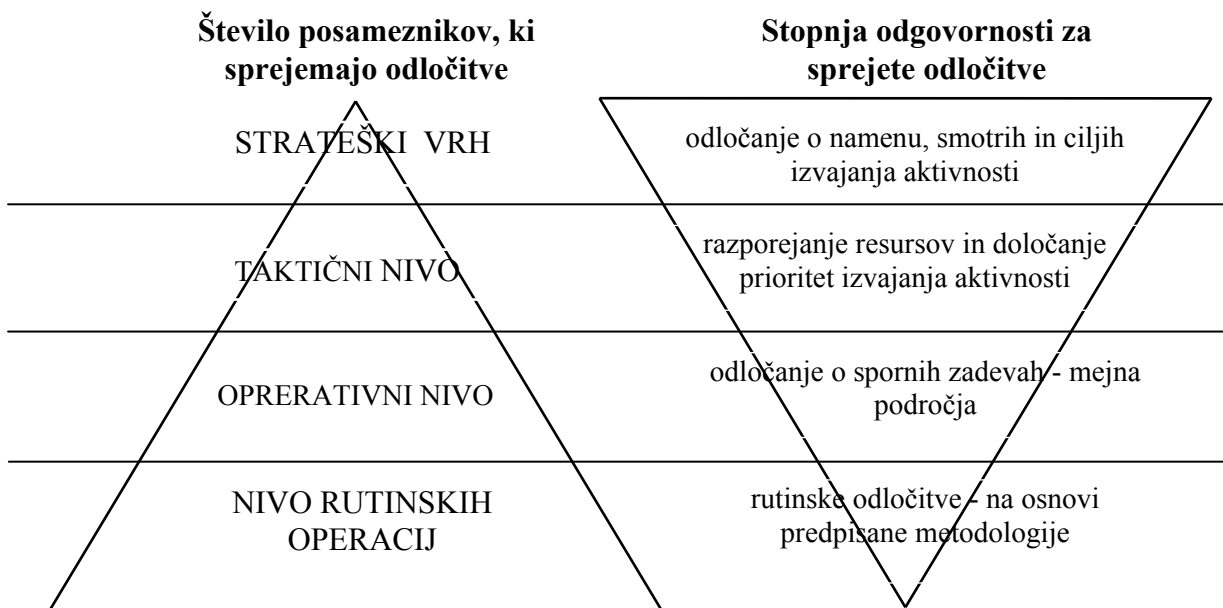 Število posameznikov, ki
sprejemajo odločitve
Stopnja odgovornosti za
sprejete odločitve
STRATEŠKI VRH
odločanje o namenu, smotrih in ciljih
izvajanja aktivnosti
TAKTIČNI NIVO
razporejanje resursov in določanje
prioritet izvajanja aktivnosti
OPRERATIVNI NIVO
odločanje o spornih zadevah - mejna
področja
NIVO RUTINSKIH
OPERACIJ
rutinske odločitve - na osnovi
predpisane metodologije